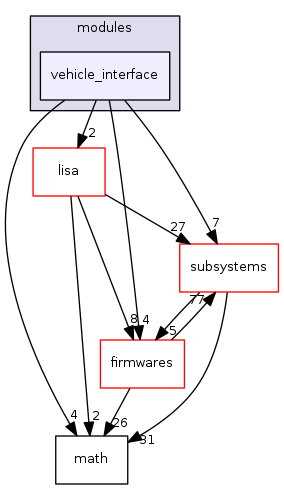 modules
vehicle_interface
2
lisa
27
7
subsystems
77
8
4
5
firmwares
4
2
26
31
math